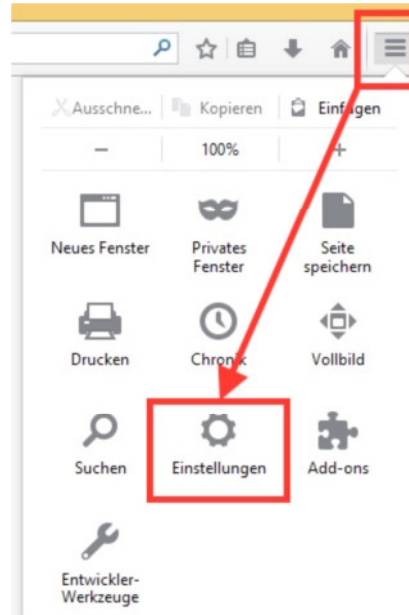 Ausschne... Kopieren Einfügen
− 100% +
Neues Fenster Privates Fenster Seite speichern
Drucken Chronik Vollbild
Suchen Einstellungen Add-ons
Entwickler-
Werkzeuge